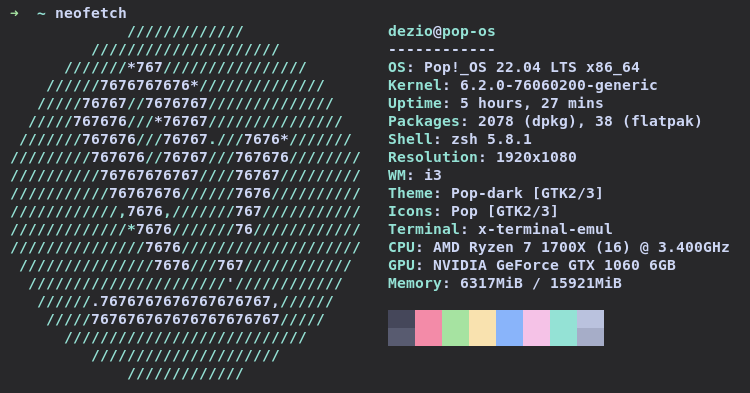 → ~ neofetch
/////////////
/////////////////////
///////*767////////////////
//////7676767676*//////////////
/////76767//7676767//////////////
/////767676///*76767///////////////
///////767676///76767.///7676*///////
/////////767676//76767///767676////////
//////////76767676767////76767/////////
///////////76767676//////7676//////////
////////////,7676,///////767///////////
/////////////*7676///////76////////////
///////////////7676////////////////////
///////////////7676///767////////////
//////////////////////'////////////
//////.7676767676767676767,//////
/////767676767676767676767/////
///////////////////////////
/////////////////////
/////////////
dezio@pop-os
------------
OS: Pop!_OS 22.04 LTS x86_64
Kernel: 6.2.0-76060200-generic
Uptime: 5 hours, 27 mins
Packages: 2078 (dpkg), 38 (flatpak)
Shell: zsh 5.8.1
Resolution: 1920x1080
WM: i3
Theme: Pop-dark [GTK2/3]
Icons: Pop [GTK2/3]
Terminal: x-terminal-emul
CPU: AMD Ryzen 7 1700X (16) @ 3.400GHz
GPU: NVIDIA GeForce GTX 1060 6GB
Memory: 6317MiB / 15921MiB